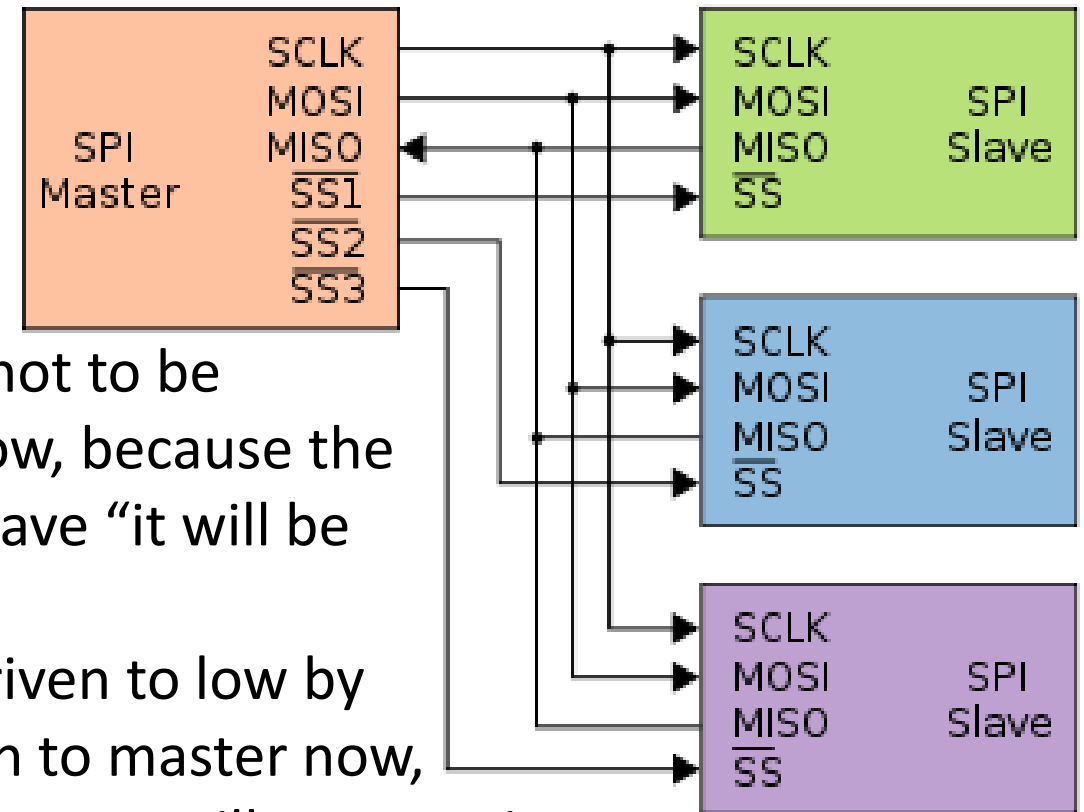 SCLK
MOSI
SPI MISO
Master SS1
SS2
SS3
SCLK
MOSI SPI
MISO Slave
SS
SCLK
MOSI SPI
MISO Slave
SS
SCLK
MOSI SPI
MISO Slave
SS
not to be
ow, because the
ave “it will be
riven to low by
n to master now,